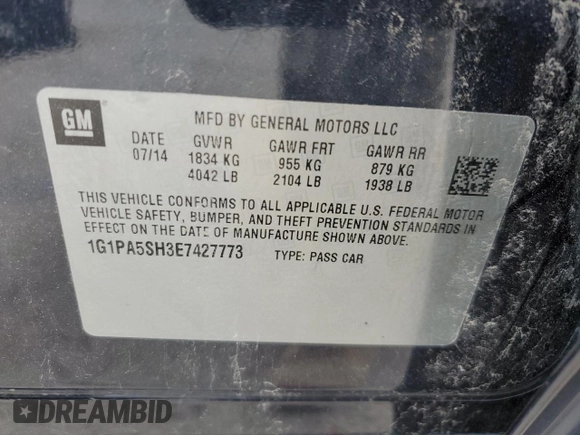 GM
MFD BY GENERAL MOTORS LLC
DATE GVWR GAWR FRT GAWR RR
07/14 1834 KG 955 KG 879 KG
4042 LB 2104 LB 1938 LB
THIS VEHICLE CONFORMS TO ALL APPLICABLE U.S. FEDERAL MOTOR
VEHICLE SAFETY, BUMPER, AND THEFT PREVENTION STANDARDS IN
EFFECT ON THE DATE OF MANUFACTURE SHOWN ABOVE.
1G1PA5SH3E7427773 TYPE: PASS CAR
DREAMBID